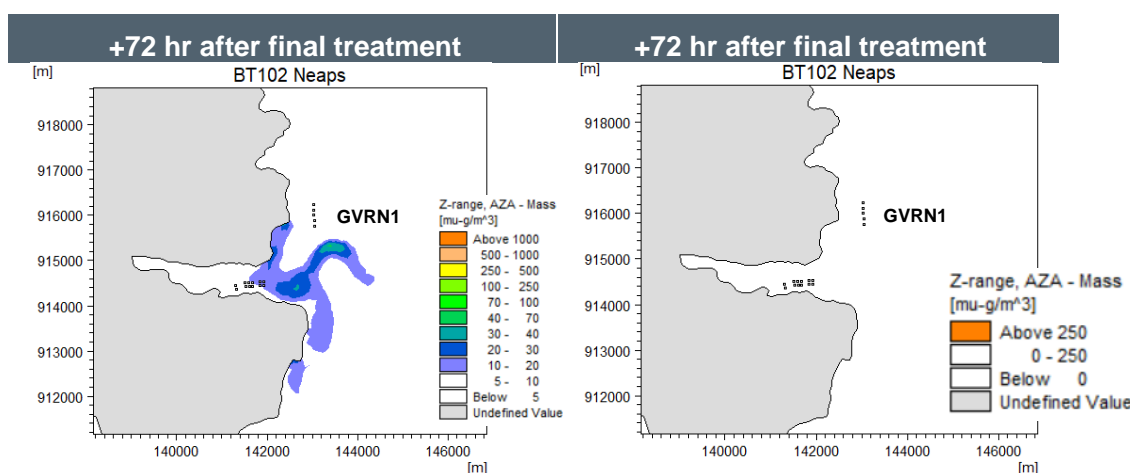 +72 hr after final treatment
[m]
BT102 Neaps
918000
917000
916000
915000
914000
913000
912000
140000 142000 144000 146000
[m]
GVRN1
Z-range, AZA - Mass
[mu-g/m^3]
Above 1000
500 - 1000
250 - 500
100 - 250
70 - 100
40 - 70
30 - 40
20 - 30
10 - 20
5 - 10
Below 5
Undefined Value
+72 hr after final treatment
[m]
BT102 Neaps
918000
917000
916000
915000
914000
913000
912000
140000 142000 144000 146000
[m]
GVRN1
Z-range, AZA - Mass
[mu-g/m^3]
Above 250
0 - 250
Below 0
Undefined Value